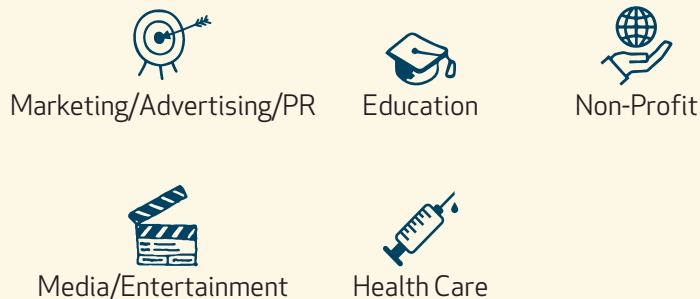 Marketing/Advertising/PR
Education
Non-Profit
Media/Entertainment
Health Care